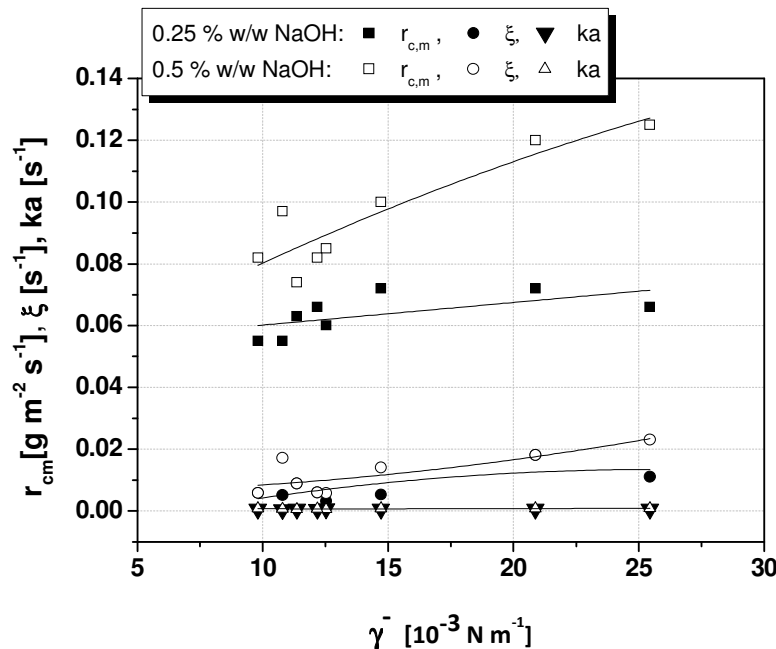 0.25 % w/w NaOH: ■ r_c,m , ● ξ, ▼ ka
0.5 % w/w NaOH: □ r_c,m , ○ ξ, △ ka
0.14
0.12
0.10
0.08
0.06
0.04
0.02
0.00
r_cm[g m⁻² s⁻¹], ξ [s⁻¹], ka [s⁻¹]
5 10 15 20 25 30
γ⁻ [10⁻³ N m⁻¹]